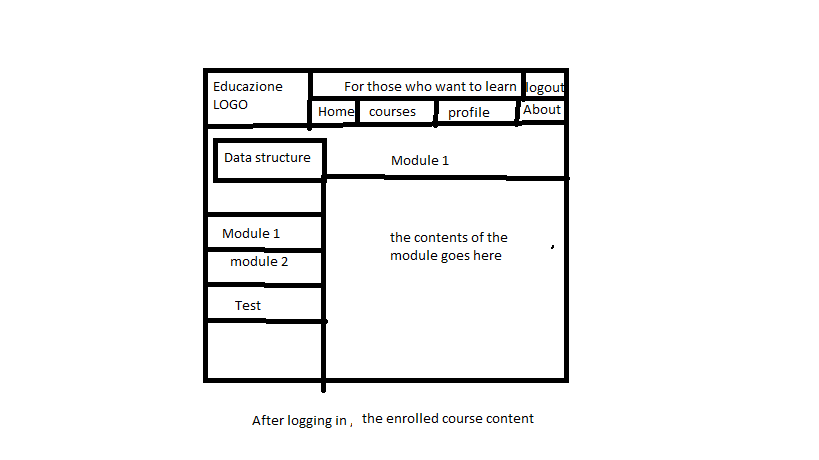 Educazione
LOGO
For those who want to learn
logout
Home
courses
profile
About
Data structure
Module 1
Module 1
module 2
Test
the contents of the
module goes here
After logging in , the enrolled course content